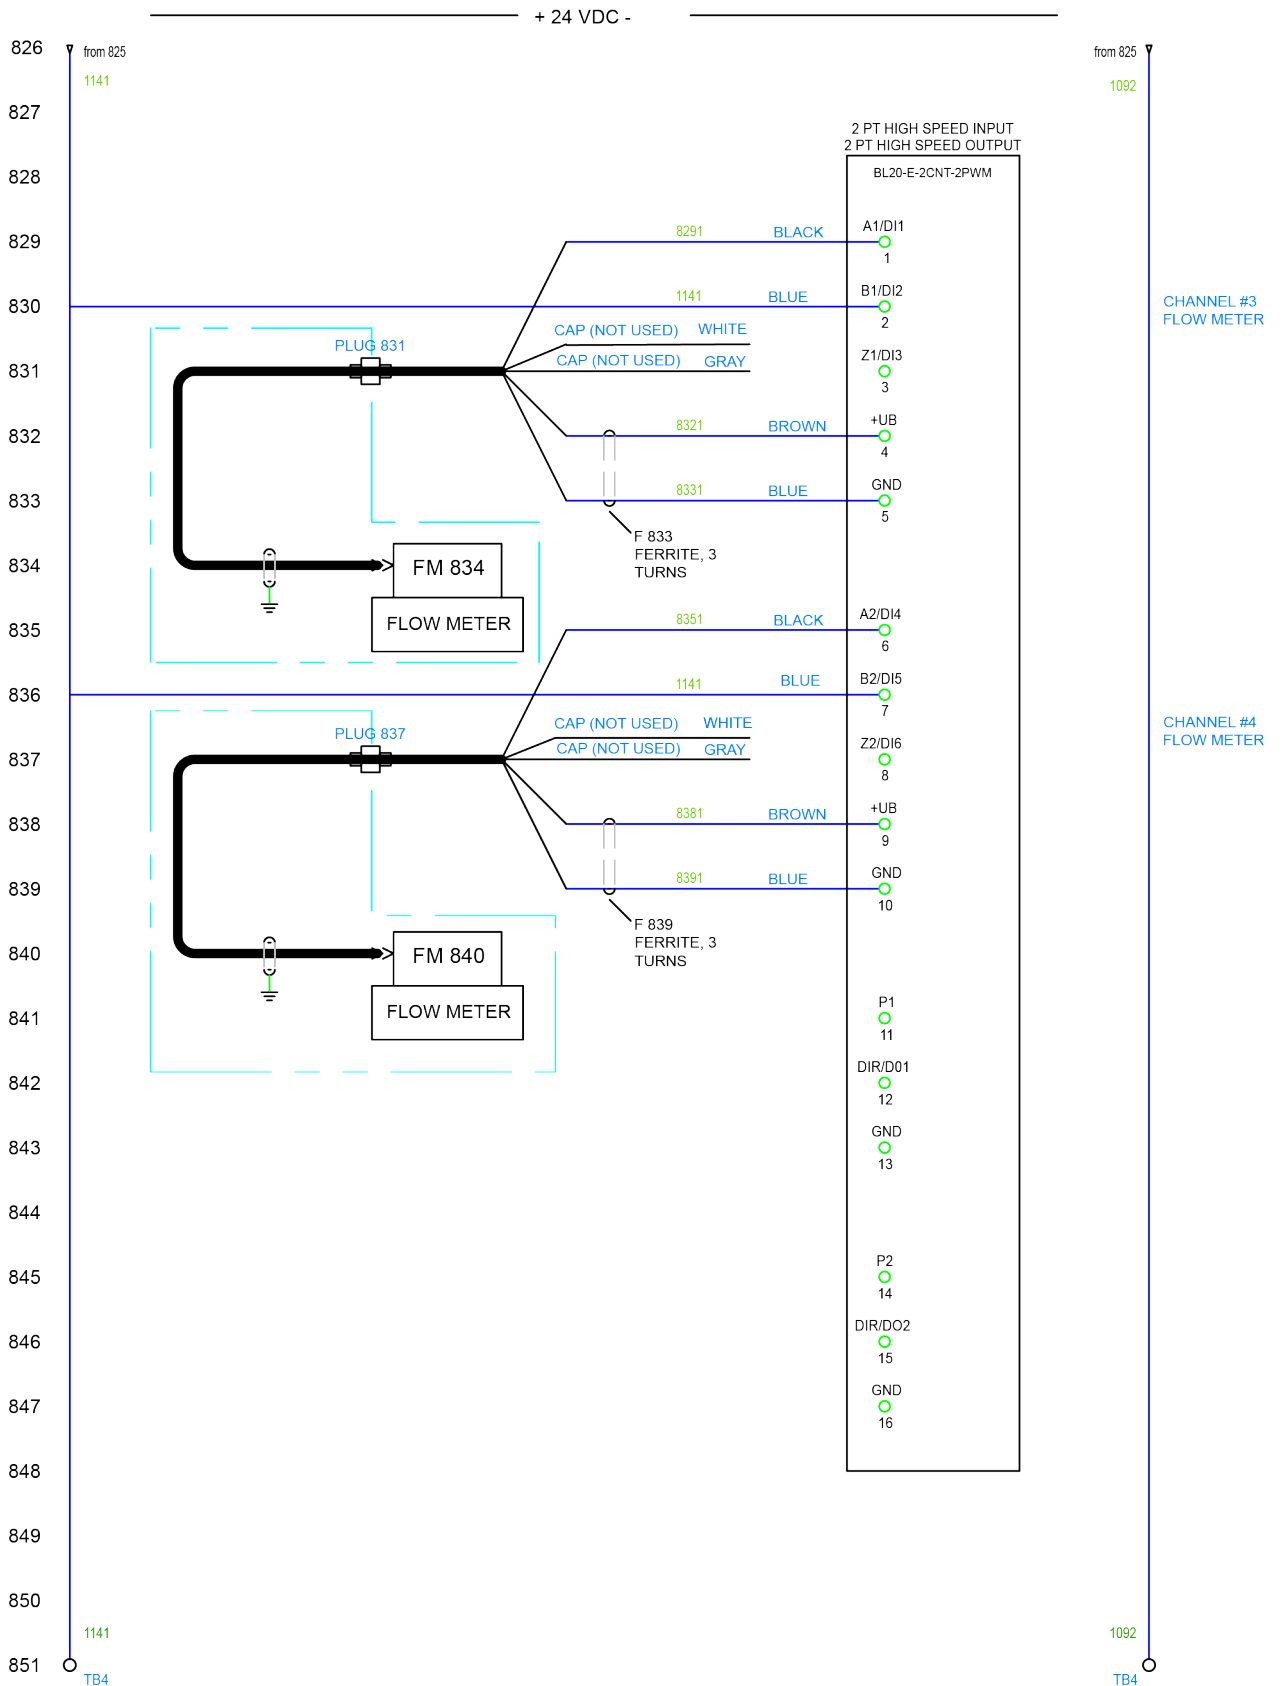 + 24 VDC -
826 from 825 from 825
1141 1092
827
2 PT HIGH SPEED INPUT
2 PT HIGH SPEED OUTPUT
828 BL20-E-2CNT-2PWM
A1/DI1
829 8291 BLACK
1
B1/DI2
830 1141 BLUE CHANNEL #3
2 FLOW METER
CAP (NOT USED) WHITE
PLUG 831 Z1/DI3
831 CAP (NOT USED) GRAY
3
+UB
832 8321 BROWN
4
GND
833 8331 BLUE
5
F 833
FERRITE, 3
TURNS
834 FM 834
FLOW METER
A2/DI4
835 8351 BLACK
6
B2/DI5
836 1141 BLUE
7
CAP (NOT USED) WHITE CHANNEL #4
PLUG 837 Z2/DI6 FLOW METER
837 CAP (NOT USED) GRAY
8
+UB
838 8381 BROWN
9
GND
839 8391 BLUE
10
F 839
FERRITE, 3
TURNS
840 FM 840
FLOW METER
P1
841
11
DIR/D01
842
12
GND
843
13
844
P2
845
14
DIR/DO2
846
15
GND
847
16
848
849
850
1141 1092
851
TB4 TB4